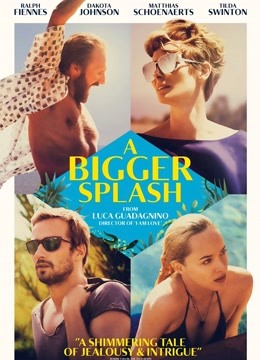 RALPH FIENNES
DAKOTA JOHNSON
MATTHIAS SCHOENAERTS
TILDA SWINTON
A
BIGGER
SPLASH
FROM
LUCA GUADAGNINO
DIRECTOR OF 'I AM LOVE'
"A SHIMMERING TALE
OF JEALOUSY & INTRIGUE"